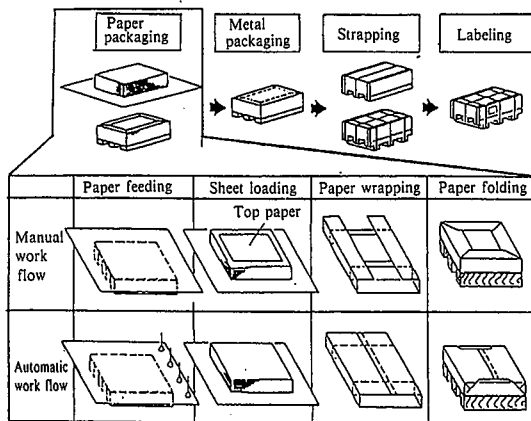 Paper
packaging
Metal
packaging
Strapping
Labeling
Paper feeding
Sheet loading
Paper wrapping
Paper folding
Top paper
Manual
work
flow
Automatic
work flow